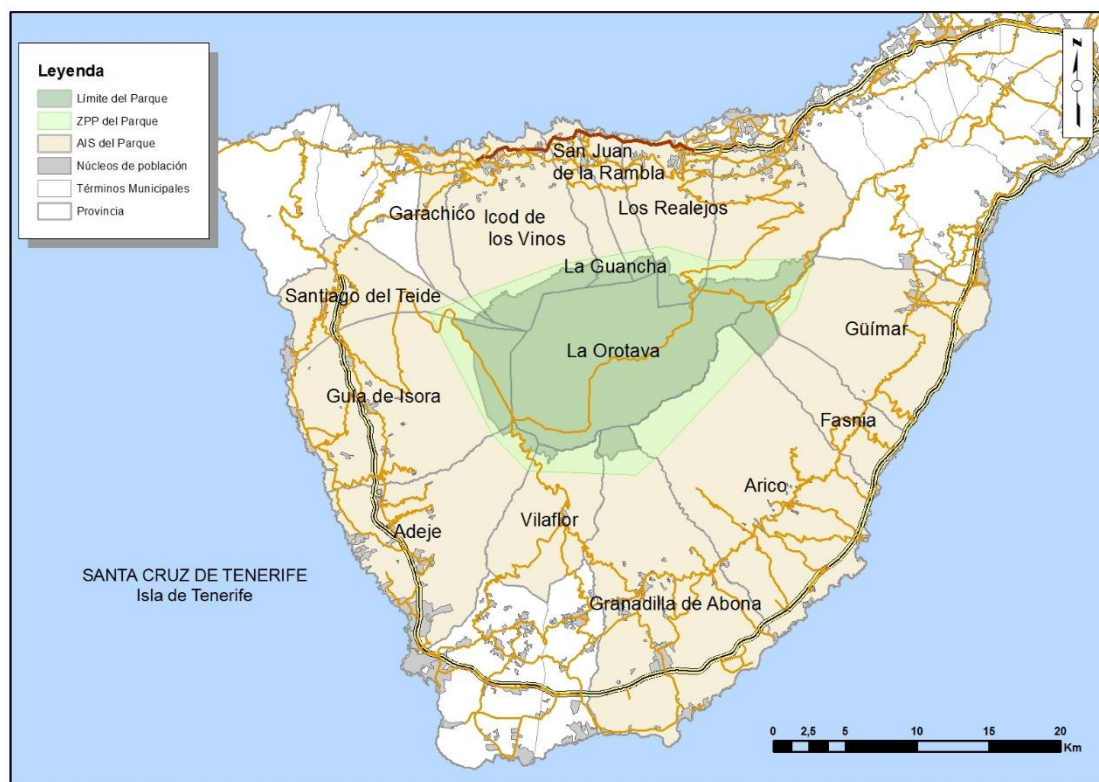 Leyenda
Límite del Parque
ZPP del Parque
AIS del Parque
Núcleos de población
Términos Municipales
Provincia
N
San Juan
de la Rambla
Garachico
Icod de
los Vinos
Los Realejos
La Guancha
Santiago del Teide
Güímar
La Orotava
Guía de Isora
Fasnia
Arico
Vilaflor
Adeje
SANTA CRUZ DE TENERIFE
Isla de Tenerife
Granadilla de Abona
0 2,5 5 10 15 20
Km